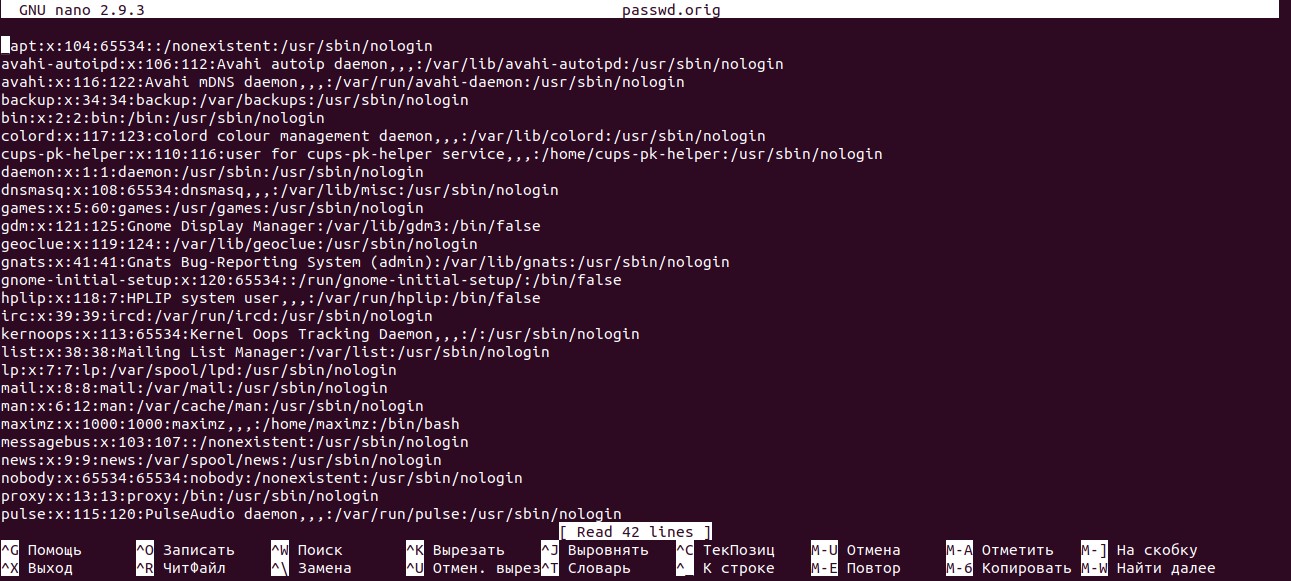 GNU nano 2.9.3 passwd.orig
_apt:x:104:65534::/nonexistent:/usr/sbin/nologin
avahi-autoipd:x:106:112:Avahi autoip daemon,,,:/var/lib/avahi-autoipd:/usr/sbin/nologin
avahi:x:116:122:Avahi mDNS daemon,,,:/var/run/avahi-daemon:/usr/sbin/nologin
backup:x:34:34:backup:/var/backups:/usr/sbin/nologin
bin:x:2:2:bin:/bin:/usr/sbin/nologin
colord:x:117:123:colord colour management daemon,,,:/var/lib/colord:/usr/sbin/nologin
cups-pk-helper:x:110:116:user for cups-pk-helper service,,,:/home/cups-pk-helper:/usr/sbin/nologin
daemon:x:1:1:daemon:/usr/sbin:/usr/sbin/nologin
dnsmasq:x:108:65534:dnsmasq,,,:/var/lib/misc:/usr/sbin/nologin
games:x:5:60:games:/usr/games:/usr/sbin/nologin
gdm:x:121:125:Gnome Display Manager:/var/lib/gdm3:/bin/false
geoclue:x:119:124::/var/lib/geoclue:/usr/sbin/nologin
gnats:x:41:41:Gnats Bug-Reporting System (admin):/var/lib/gnats:/usr/sbin/nologin
gnome-initial-setup:x:120:65534::/run/gnome-initial-setup/:/bin/false
hplip:x:118:7:HPLIP system user,,,:/var/run/hplip:/bin/false
irc:x:39:39:ircd:/var/run/ircd:/usr/sbin/nologin
kernoops:x:113:65534:Kernel Oops Tracking Daemon,,,:/:/usr/sbin/nologin
list:x:38:38:Mailing List Manager:/var/list:/usr/sbin/nologin
lp:x:7:7:lp:/var/spool/lpd:/usr/sbin/nologin
mail:x:8:8:mail:/var/mail:/usr/sbin/nologin
man:x:6:12:man:/var/cache/man:/usr/sbin/nologin
maximz:x:1000:1000:maximz,,,:/home/maximz:/bin/bash
messagebus:x:103:107::/nonexistent:/usr/sbin/nologin
news:x:9:9:news:/var/spool/news:/usr/sbin/nologin
nobody:x:65534:65534:nobody:/nonexistent:/usr/sbin/nologin
proxy:x:13:13:proxy:/bin:/usr/sbin/nologin
pulse:x:115:120:PulseAudio daemon,,,:/var/run/pulse:/usr/sbin/nologin
[ Read 42 lines ]
^G Помощь ^O Записать ^W Поиск ^K Вырезать ^J Выровнять ^C ТекПозиц M-U Отмена M-A Отметить M-] На скобку
^X Выход ^R ЧитФайл ^\ Замена ^U Отмен. вырез ^T Словарь ^_ К строке M-E Повтор M-6 Копировать M-W Найти далее